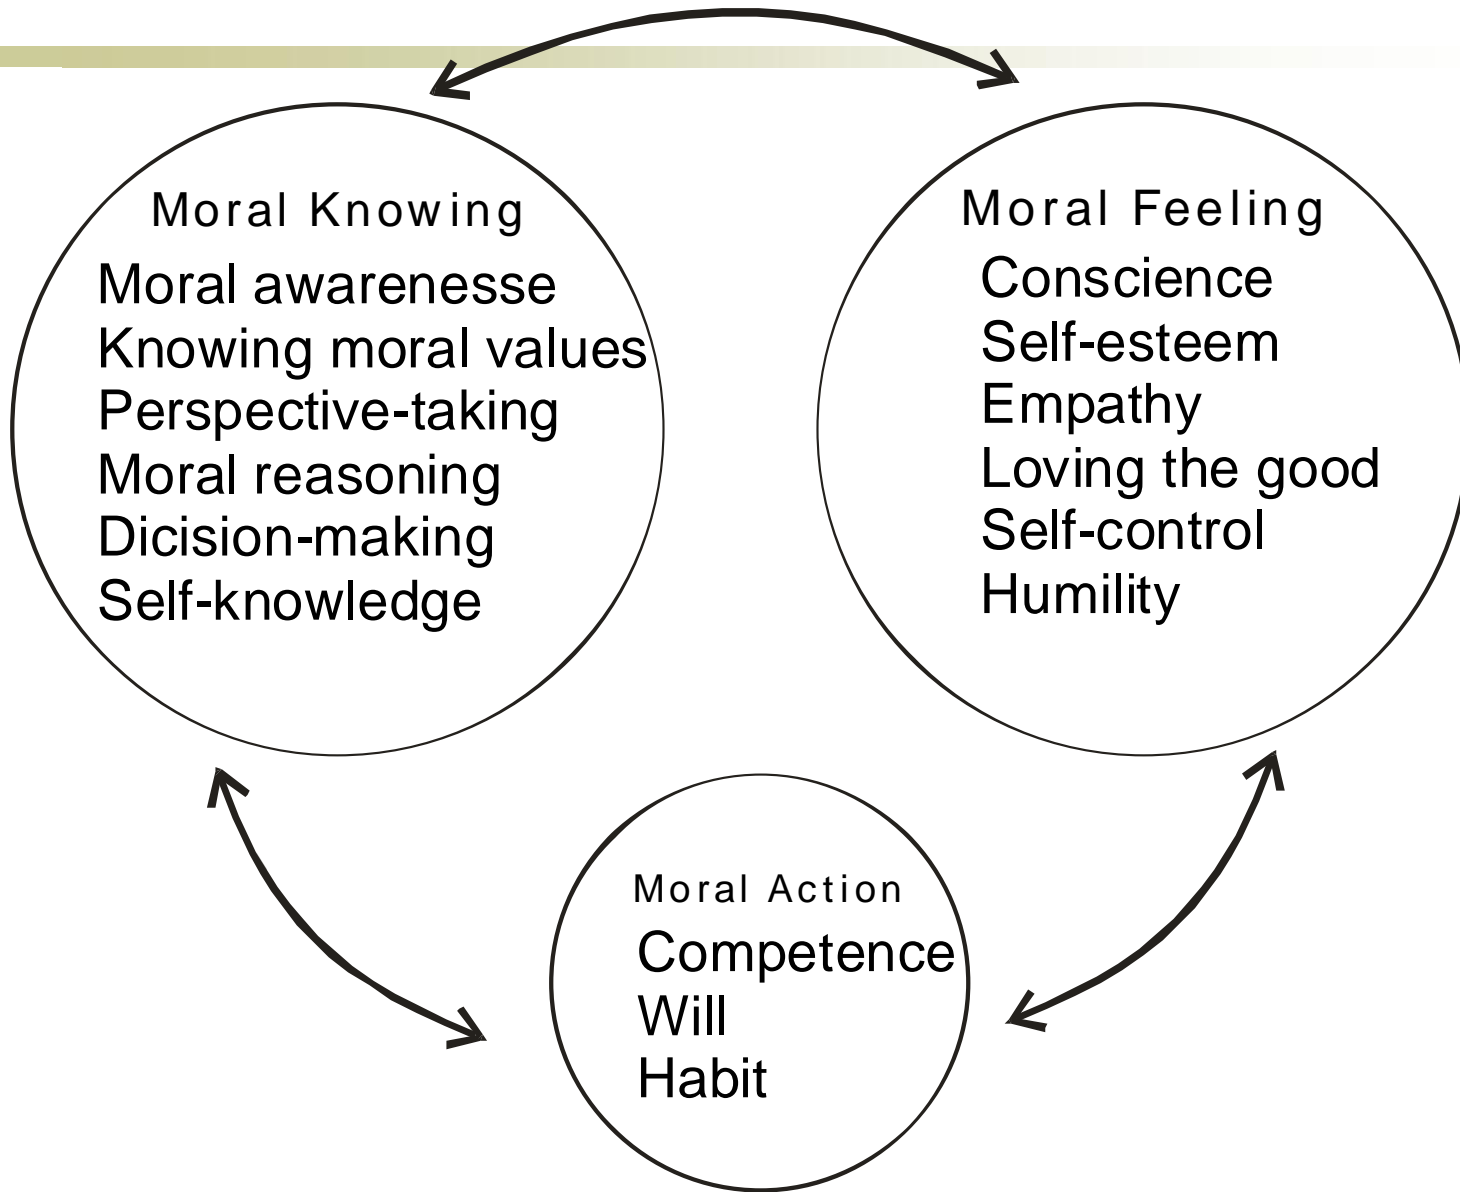 Moral Knowing
Moral awarenesse
Knowing moral values
Perspective-taking
Moral reasoning
Dicision-making
Self-knowledge
Moral Feeling
Conscience
Self-esteem
Empathy
Loving the good
Self-control
Humility
Moral Action
Competence
Will
Habit